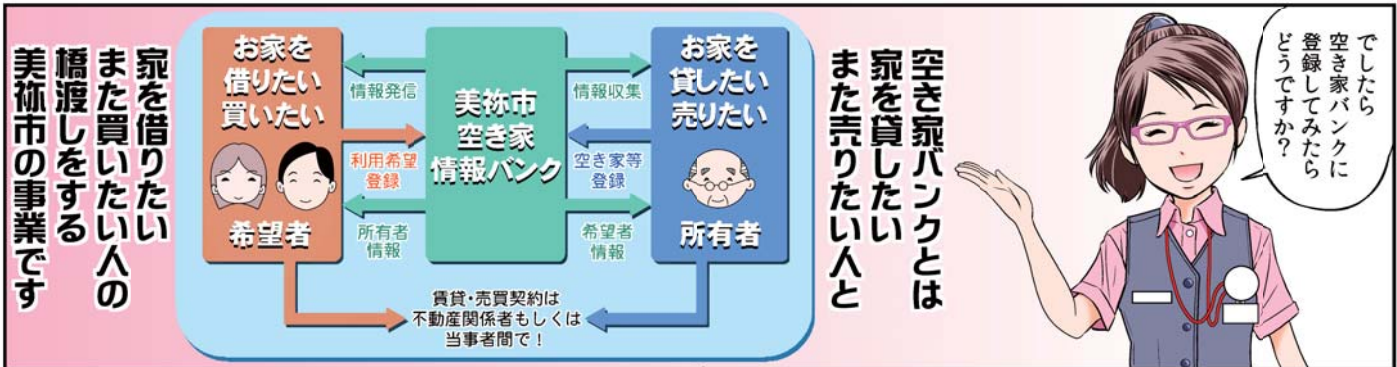 でしたら
空き家バンクに
登録してみたら
どうですか？
空き家バンクとは
家を貸したい
また売りたい人と
お家を
貸したい
売りたい
所有者
情報収集
空き家等
登録
希望者
情報
美祢市
空き家
情報バンク
情報発信
利用希望
登録
所有者
情報
お家を
借りたい
買いたい
希望者
賃貸・売買契約は
不動産関係者もしくは
当事者間で！
家を借りたい
また買いたい人の
橋渡しをする
美祢市の事業です